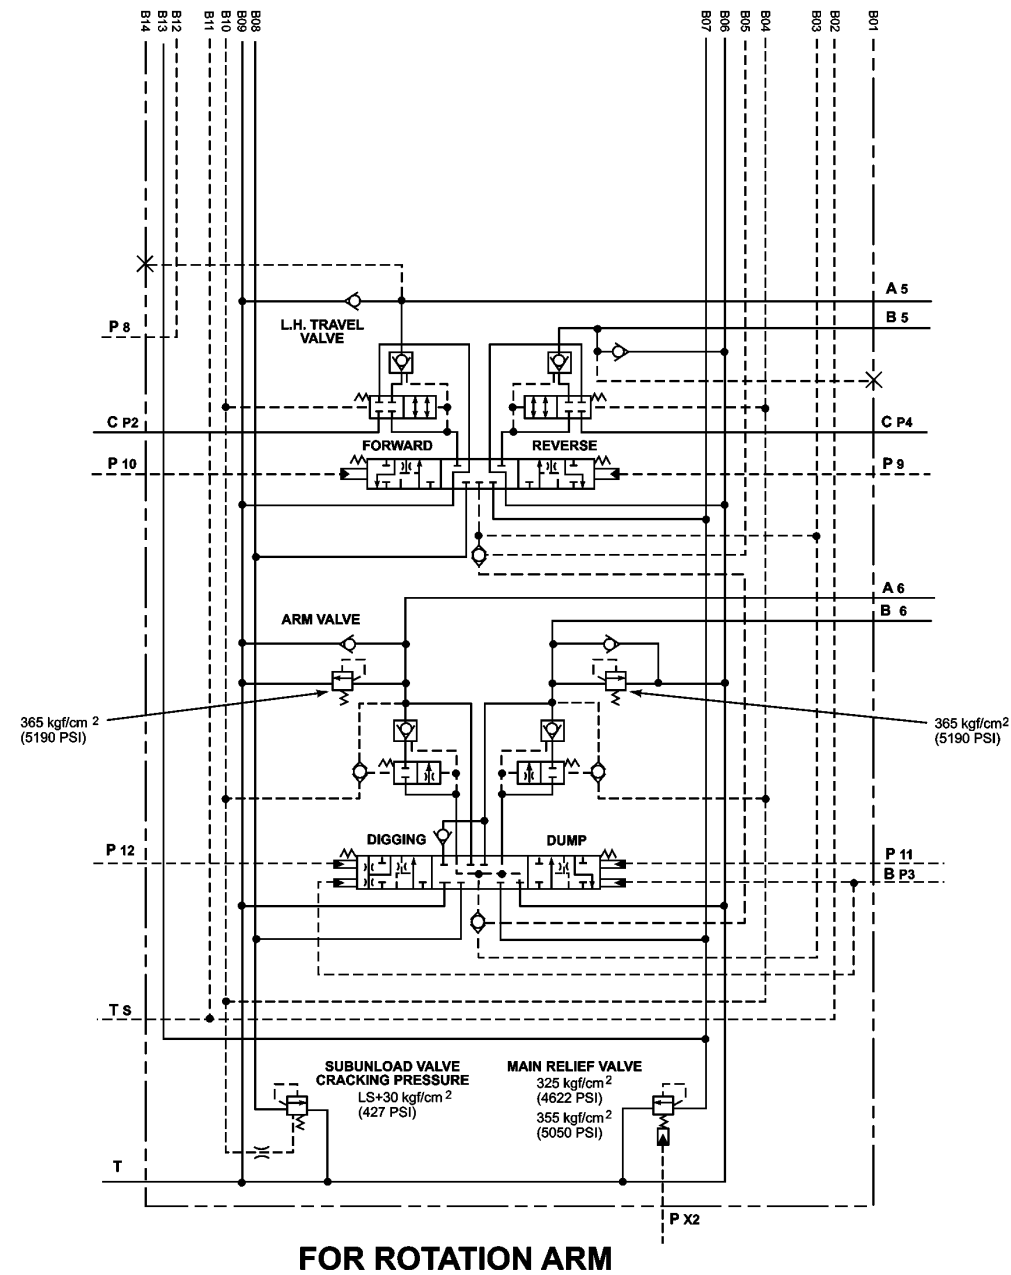 B14
B13
B12
B11
B10
B09
B08
B07
B06
B05
B04
B03
B02
B01
A 5
P 8
L.H. TRAVEL
VALVE
B 5
C P2
C P4
FORWARD
REVERSE
P 10
P 9
A 6
ARM VALVE
B 6
365 kgf/cm 2
(5190 PSI)
365 kgf/cm2
(5190 PSI)
DIGGING
DUMP
P 12
P 11
B P3
T S
SUBUNLOAD VALVE
CRACKING PRESSURE
LS+30 kgf/cm 2
(427 PSI)
MAIN RELIEF VALVE
325 kgf/cm 2
(4622 PSI)
355 kgf/cm 2
(5050 PSI)
T
P X2
FOR ROTATION ARM